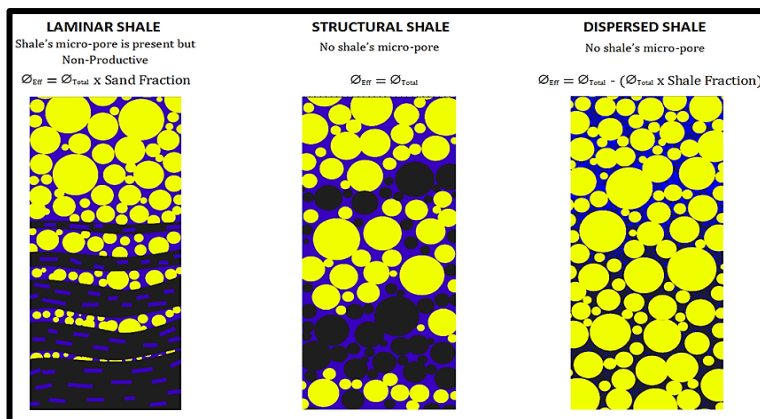 LAMINAR SHALE
Shale's micro-pore is present but
Non-Productive
∅Eff = ∅Total x Sand Fraction
STRUCTURAL SHALE
No shale's micro-pore
∅Eff = ∅Total
DISPERSED SHALE
No shale's micro-pore
∅Eff = ∅Total - (∅Total x Shale Fraction)